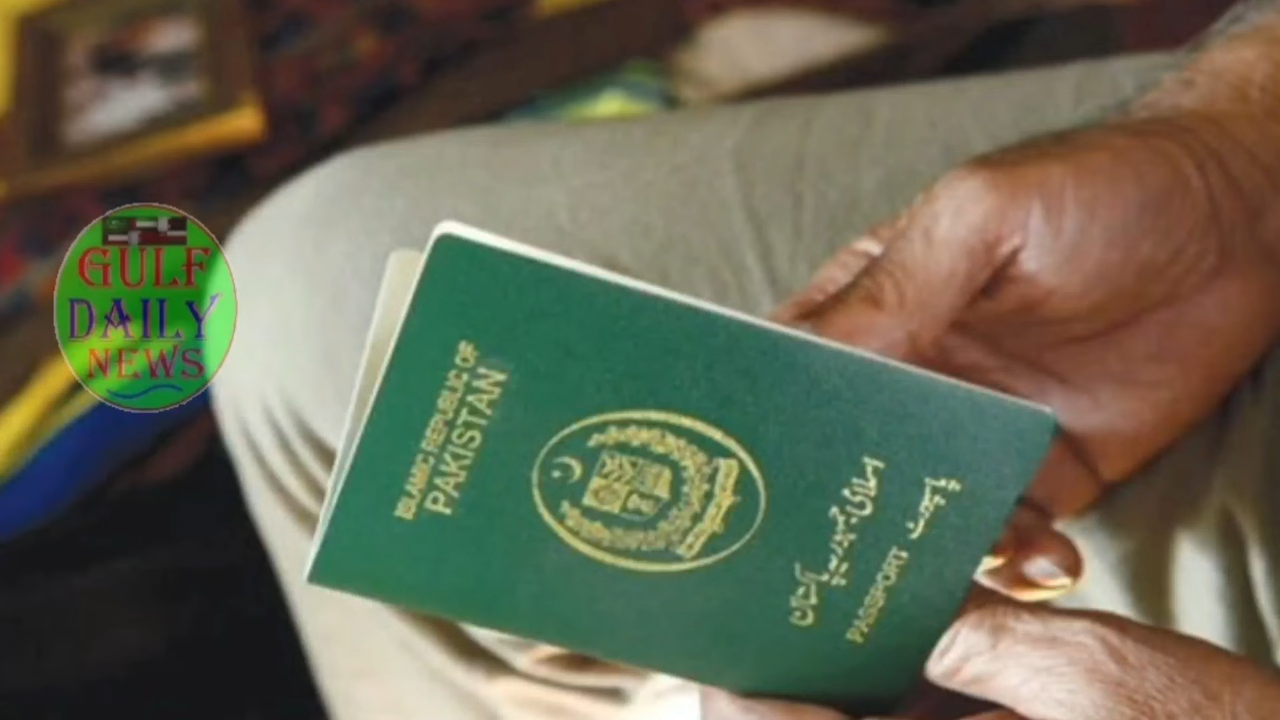 GULF
DAILY
NEWS
ISLAMIC REPUBLIC OF
PAKISTAN
اسلامی جمہوریہ پاکستان
PASSPORT پاسپورٹ